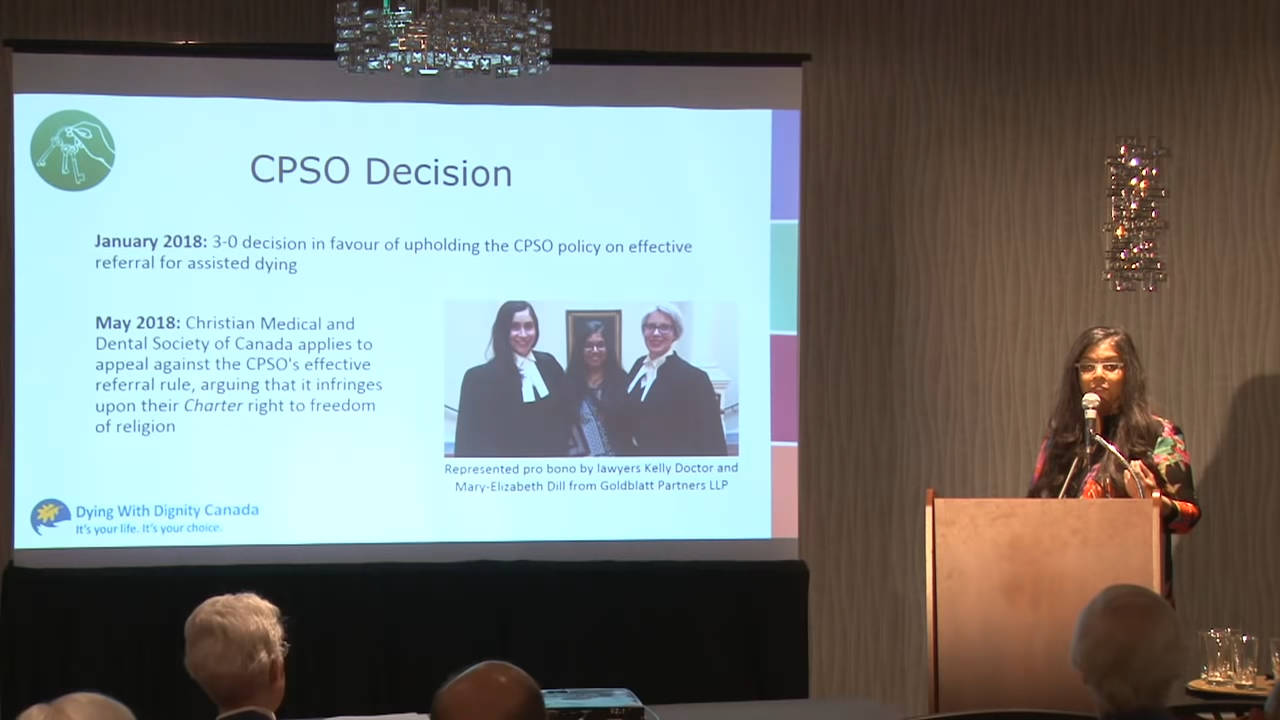 CPSO Decision
January 2018: 3-0 decision in favour of upholding the CPSO policy on effective
referral for assisted dying
May 2018: Christian Medical and
Dental Society of Canada applies to
appeal against the CPSO's effective
referral rule, arguing that it infringes
upon their Charter right to freedom
of religion
Represented pro bono by lawyers Kelly Doctor and
Mary-Elizabeth Dill from Goldblatt Partners LLP
Dying With Dignity Canada
It's your life. It's your choice.